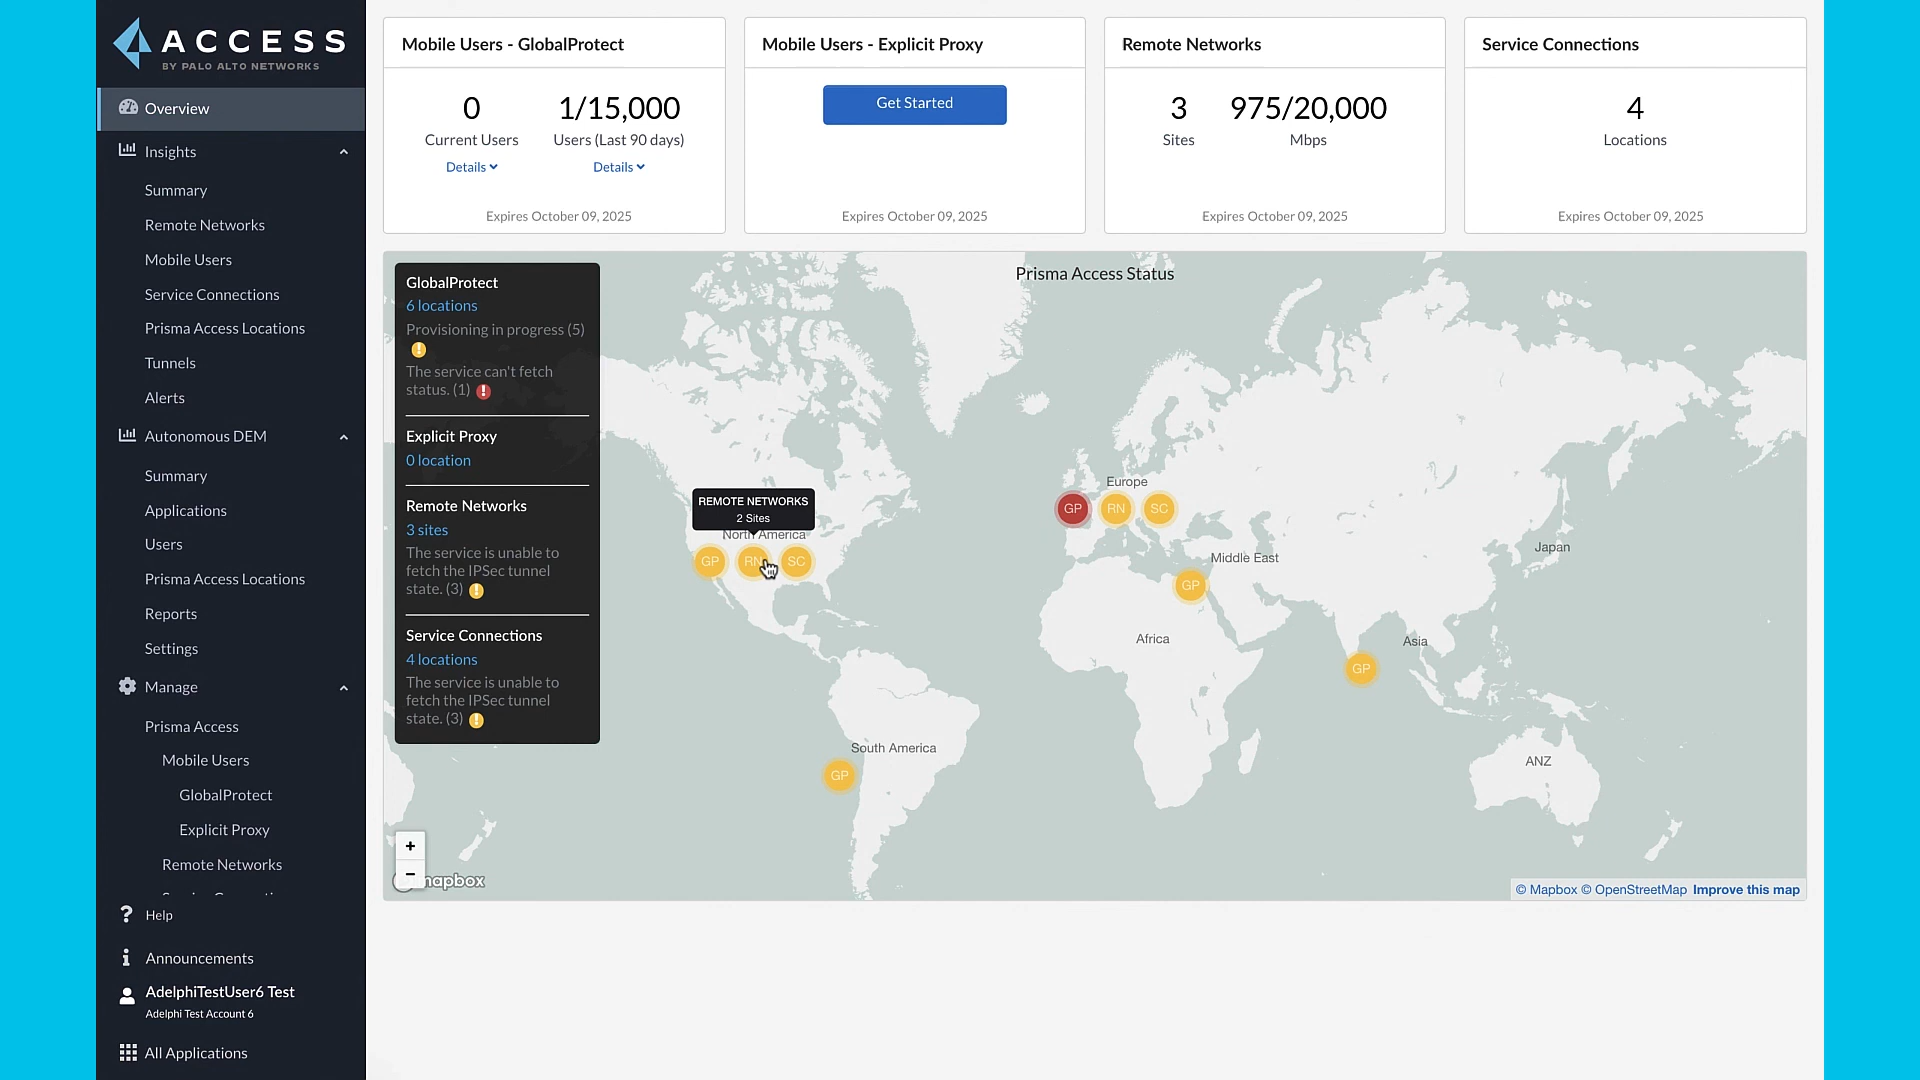 ACCESS
BY PALO ALTO NETWORKS
Overview
Insights
Summary
Remote Networks
Mobile Users
Service Connections
Prisma Access Locations
Tunnels
Alerts
Autonomous DEM
Summary
Applications
Users
Prisma Access Locations
Reports
Settings
Manage
Prisma Access
Mobile Users
GlobalProtect
Explicit Proxy
Remote Networks
Help
Announcements
AdelphiTestUser6 Test
Adelphi Test Account 6
All Applications
Mobile Users - GlobalProtect
0
Current Users
Details
1/15,000
Users (Last 90 days)
Details
Expires October 09, 2025
Mobile Users - Explicit Proxy
Get Started
Expires October 09, 2025
Remote Networks
3
Sites
975/20,000
Mbps
Expires October 09, 2025
Service Connections
4
Locations
Expires October 09, 2025
Prisma Access Status
GlobalProtect
6 locations
Provisioning in progress (5)
The service can't fetch
status. (1)
Explicit Proxy
0 location
Remote Networks
3 sites
The service is unable to
fetch the IPSec tunnel
state. (3)
Service Connections
4 locations
The service is unable to
fetch the IPSec tunnel
state. (3)
REMOTE NETWORKS
2 Sites
North America
GP
RN
SC
Europe
GP
RN
SC
Middle East
GP
Japan
Africa
Asia
GP
South America
GP
ANZ
+
−
mapbox
© Mapbox © OpenStreetMap Improve this map